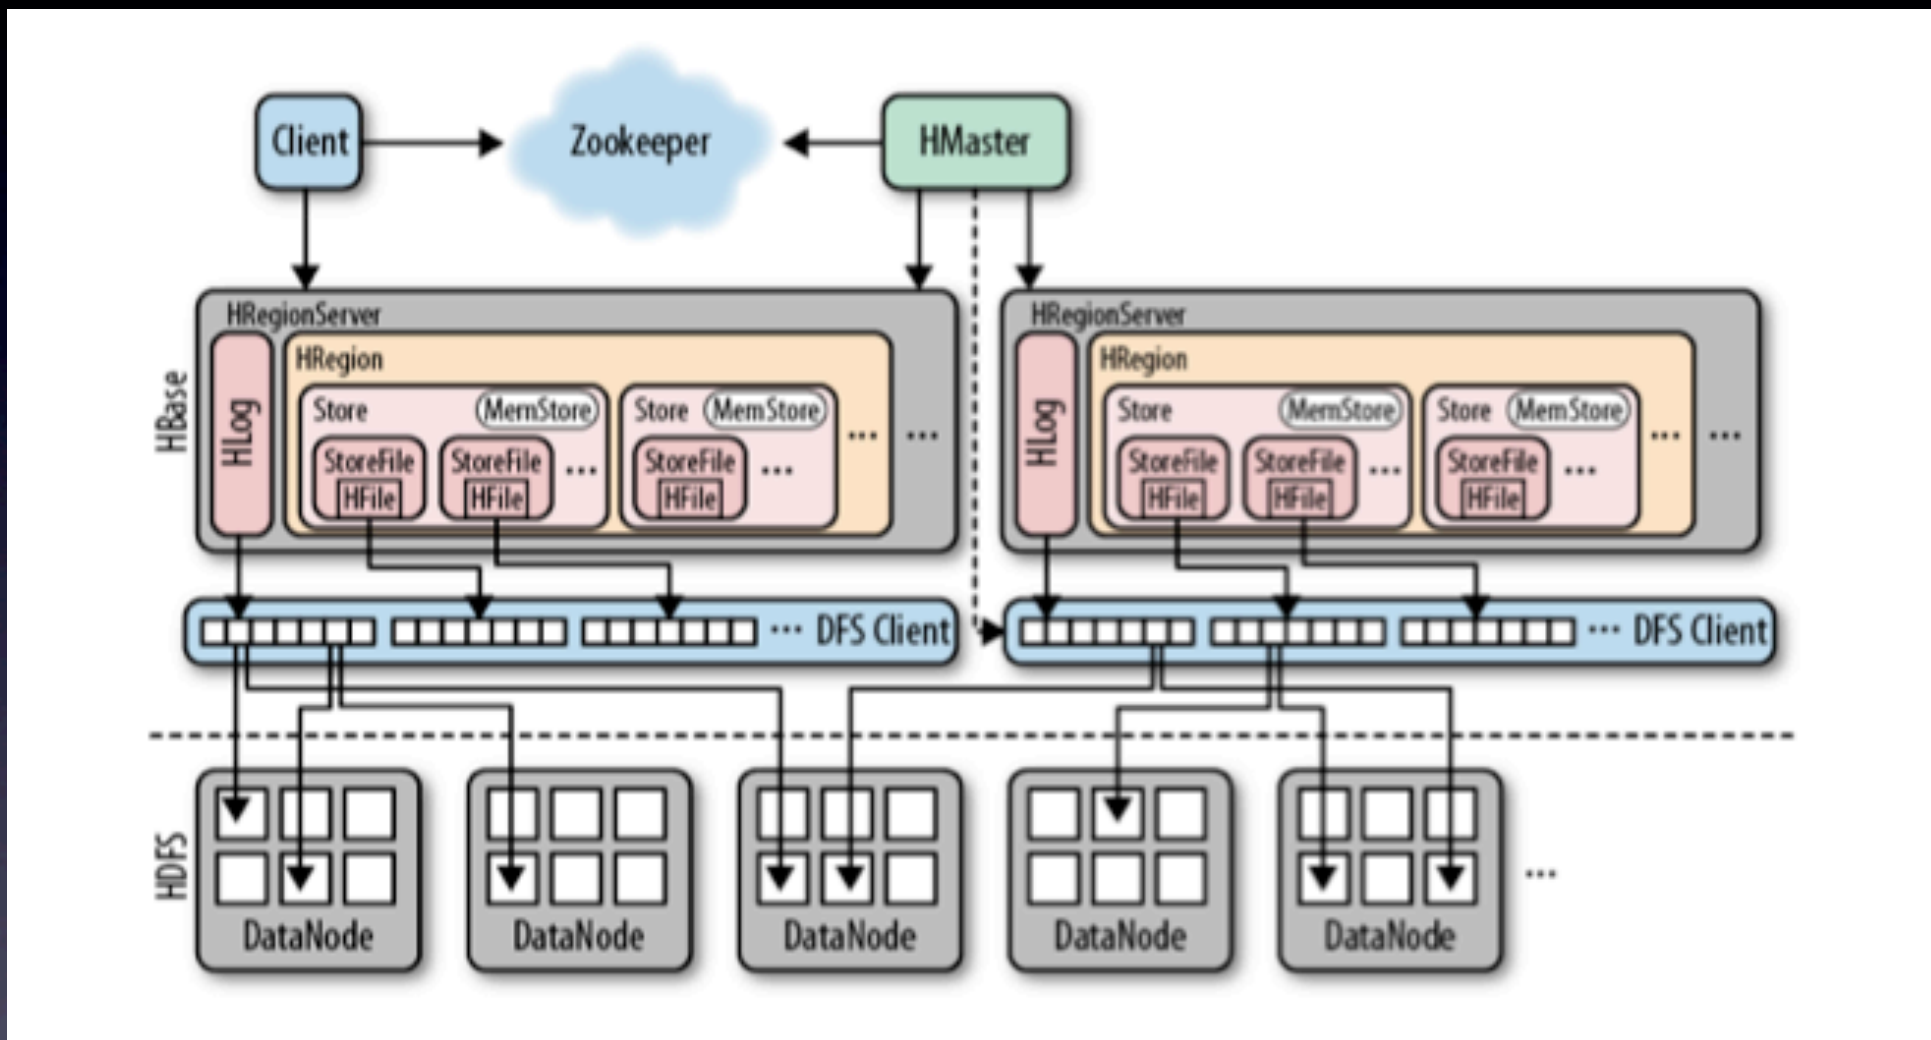 Client
Zookeeper
HMaster
HBase
HRegionServer
HLog
HRegion
Store
MemStore
StoreFile
HFile
StoreFile
HFile
...
Store
MemStore
StoreFile
HFile
...
...
...
HRegionServer
HLog
HRegion
Store
MemStore
StoreFile
HFile
StoreFile
HFile
...
Store
MemStore
StoreFile
HFile
...
...
...
... DFS Client
... DFS Client
HDFS
DataNode
DataNode
DataNode
DataNode
DataNode
...